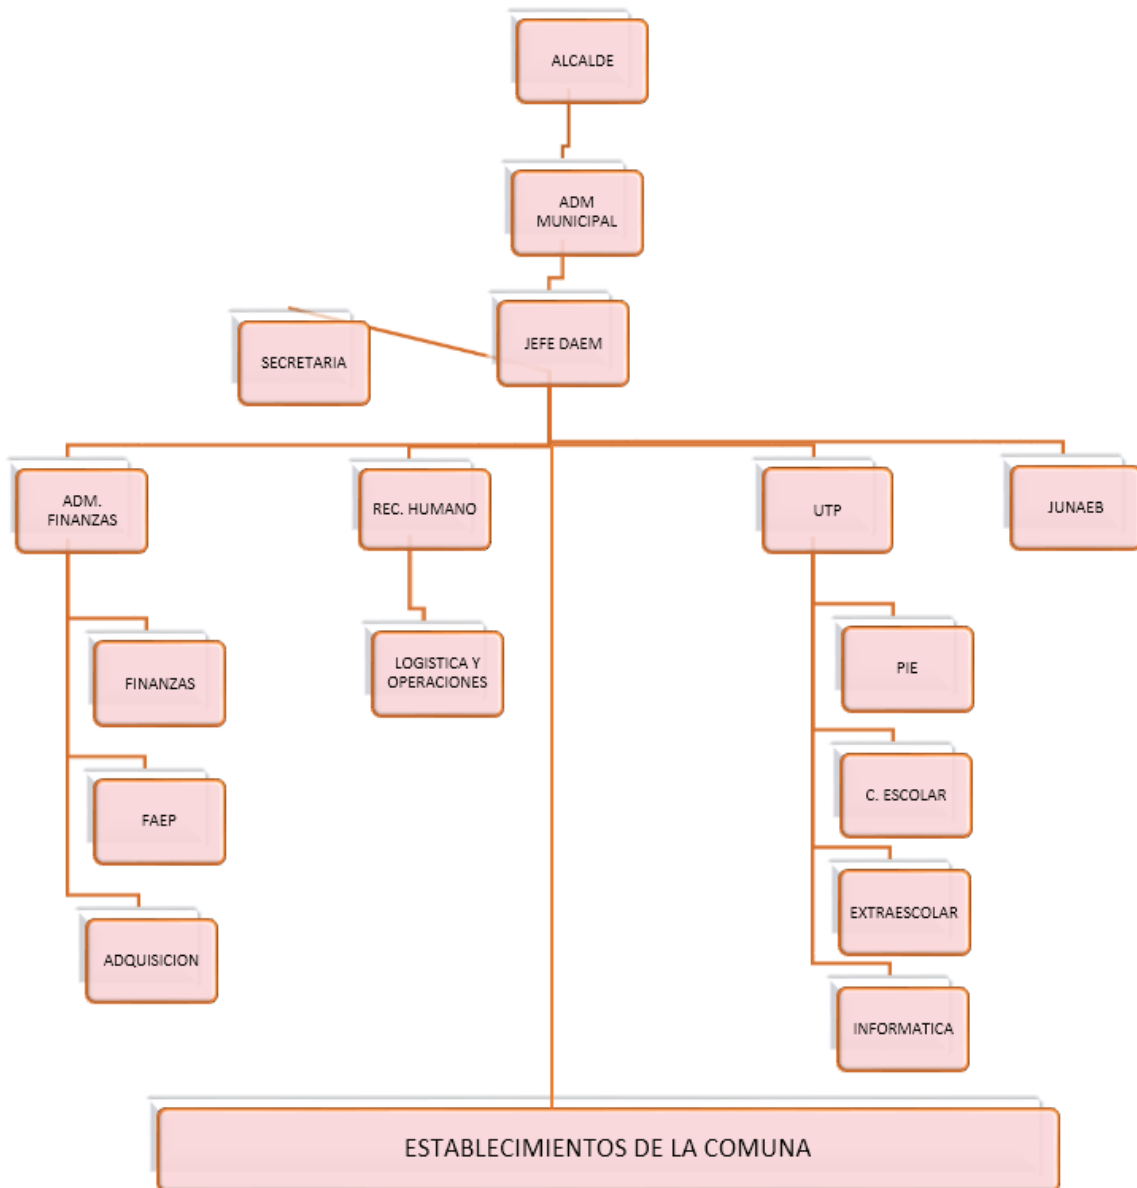 ALCALDE
ADM
MUNICIPAL
JEFE DAEM
SECRETARIA
ADM.
FINANZAS
REC. HUMANO
UTP
JUNAEB
FINANZAS
LOGISTICA Y
OPERACIONES
PIE
FAEP
C. ESCOLAR
EXTRAESCOLAR
ADQUISICION
INFORMATICA
ESTABLECIMIENTOS DE LA COMUNA